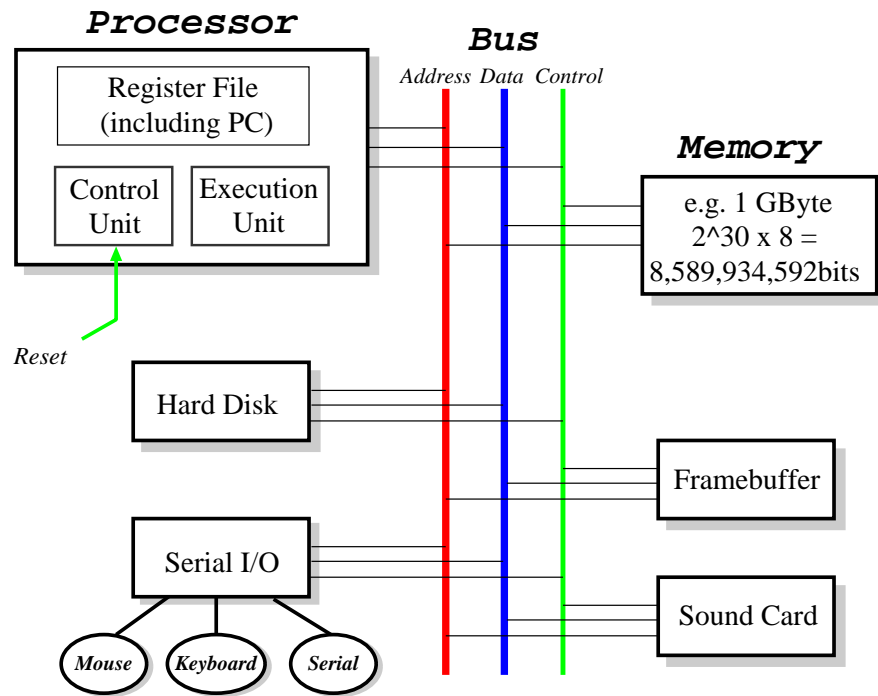 Processor
Bus
Address Data Control
Register File
(including PC)
Control
Unit
Execution
Unit
Reset
Memory
e.g. 1 GByte
2^30 x 8 =
8,589,934,592bits
Hard Disk
Framebuffer
Serial I/O
Sound Card
Mouse
Keyboard
Serial